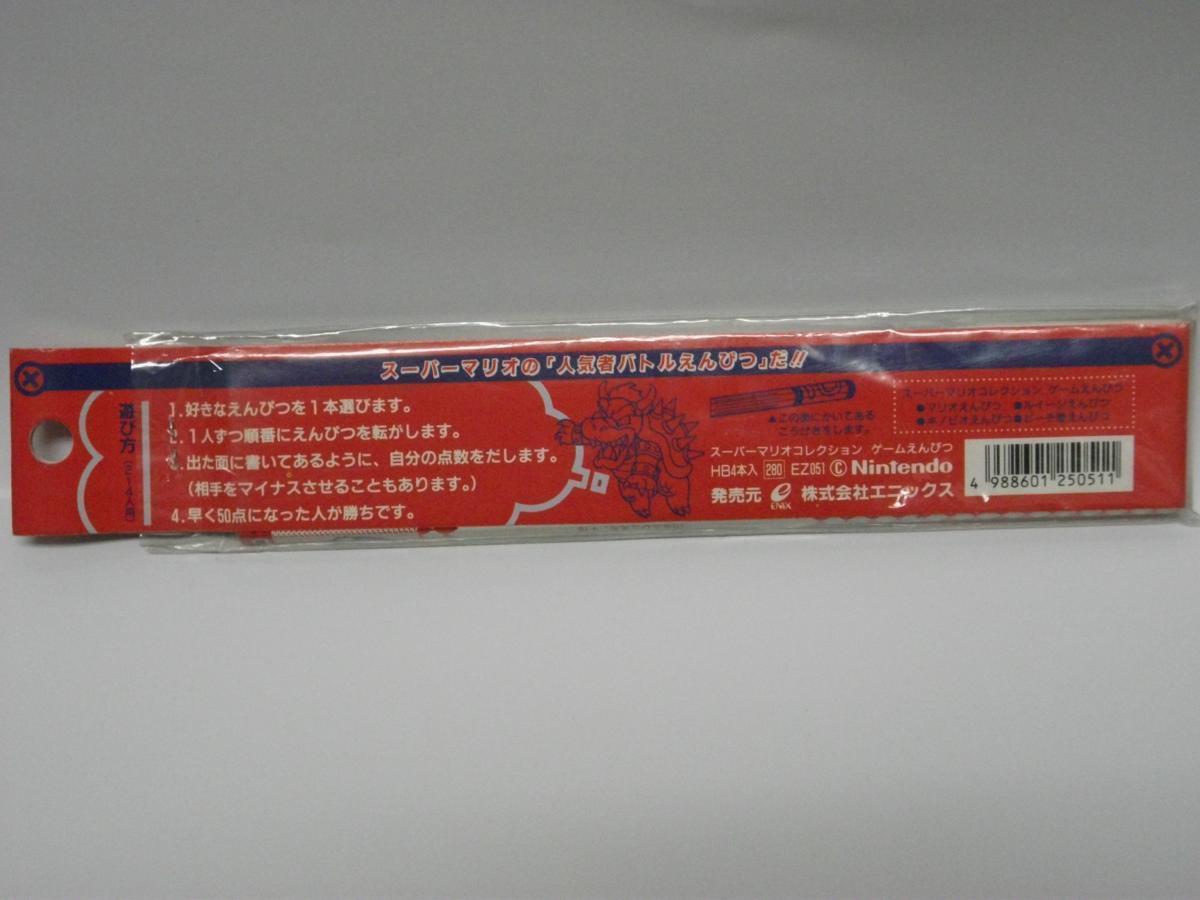 スーパーマリオの「人気者バトルえんぴつ」だ!!
遊び方(2~4人用)
1.好きなえんぴつを1本選びます。
2.1人ずつ順番にえんぴつを転がします。
3.出た面に書いてあるように、自分の点数をだします。
(相手をマイナスさせることもあります。)
4.早く50点になった人が勝ちです。
▲この面にかいてある
こうげきをします。
スーパーマリオコレクション ゲームえんぴつ
●マリオえんぴつ ●ルイージえんぴつ
●キノピオえんぴつ ●ピーチ姫えんぴつ
スーパーマリオコレクション ゲームえんぴつ
HB4本入 280 EZ051 © Nintendo
発売元 ENIX 株式会社エニックス
4 988601 250511